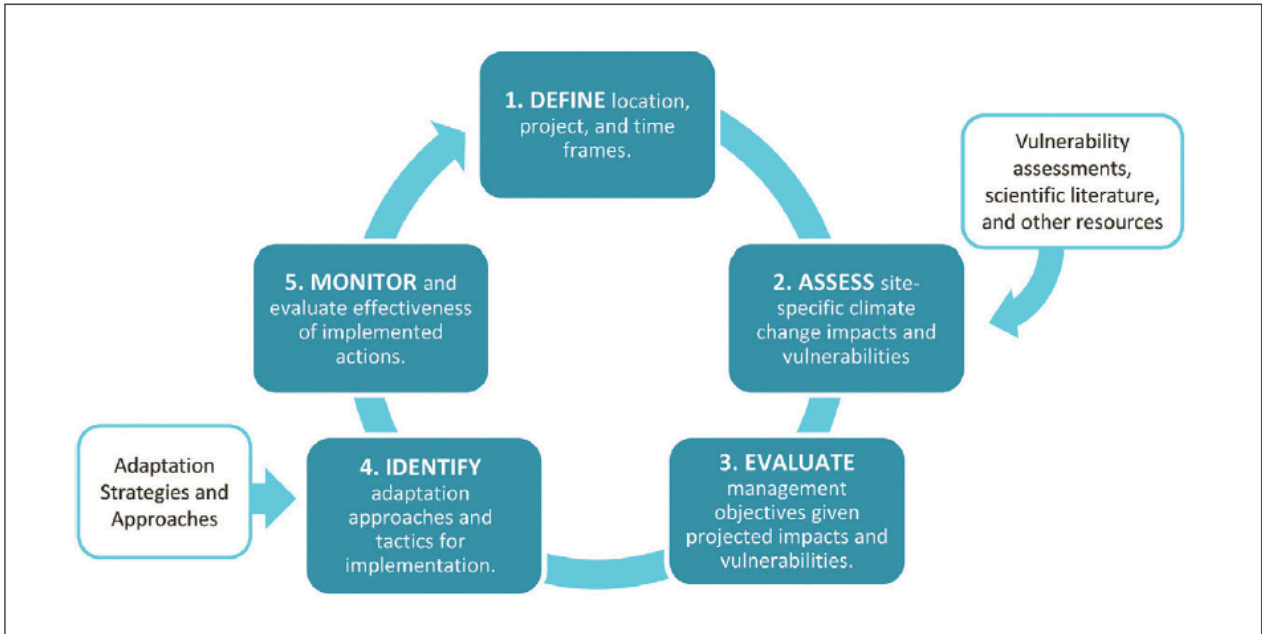 1. DEFINE location,
project, and time
frames.
Vulnerability
assessments,
scientific literature,
and other resources
2. ASSESS site-
specific climate
change impacts and
vulnerabilities
3. EVALUATE
management
objectives given
projected impacts and
vulnerabilities.
4. IDENTIFY
adaptation
approaches and
tactics for
implementation.
Adaptation
Strategies and
Approaches
5. MONITOR and
evaluate effectiveness
of implemented
actions.